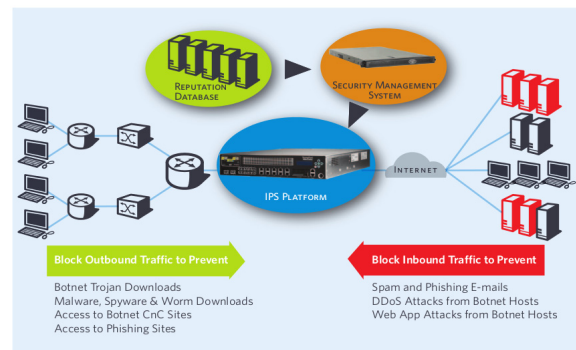 Reputation
Database
Security Management
System
IPS Platform
Internet
Block Outbound Traffic to Prevent
Botnet Trojan Downloads
Malware, Spyware & Worm Downloads
Access to Botnet CnC Sites
Access to Phishing Sites
Block Inbound Traffic to Prevent
Spam and Phishing E-mails
DDoS Attacks from Botnet Hosts
Web App Attacks from Botnet Hosts